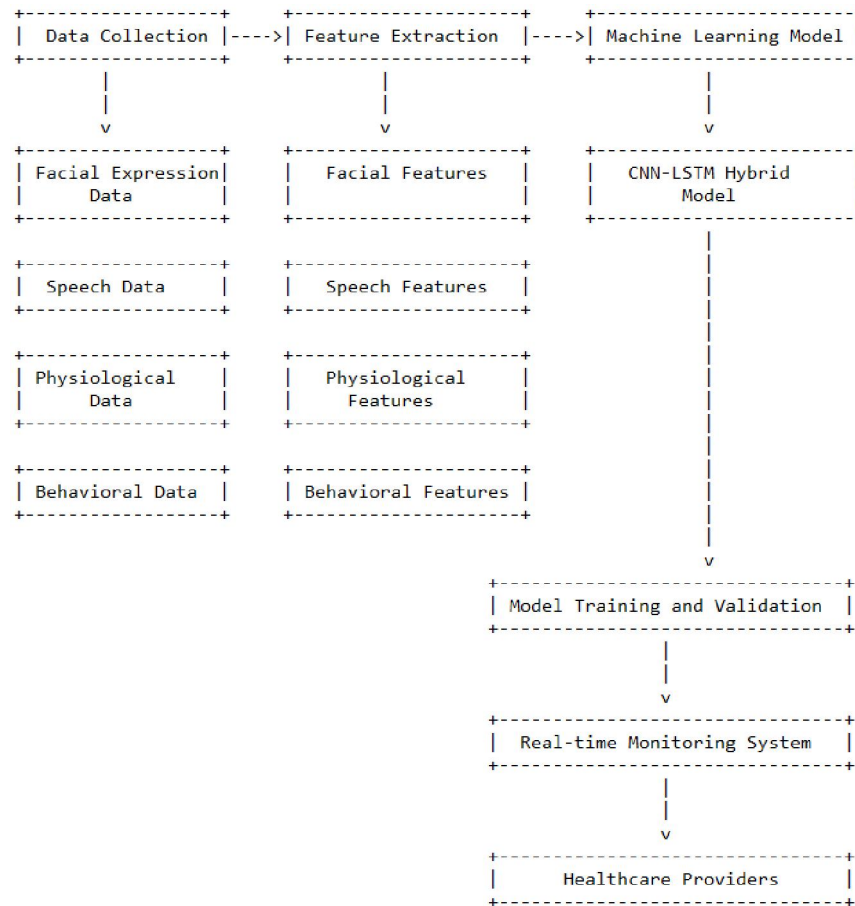 Data Collection ---->  Feature Extraction ----> Machine Learning Model
v v v
Facial Expression Facial Features CNN-LSTM Hybrid
Data Model
Speech Data Speech Features
Physiological Physiological
Data Features
Behavioral Data Behavioral Features
v
Model Training and Validation
v
Real-time Monitoring System
v
Healthcare Providers